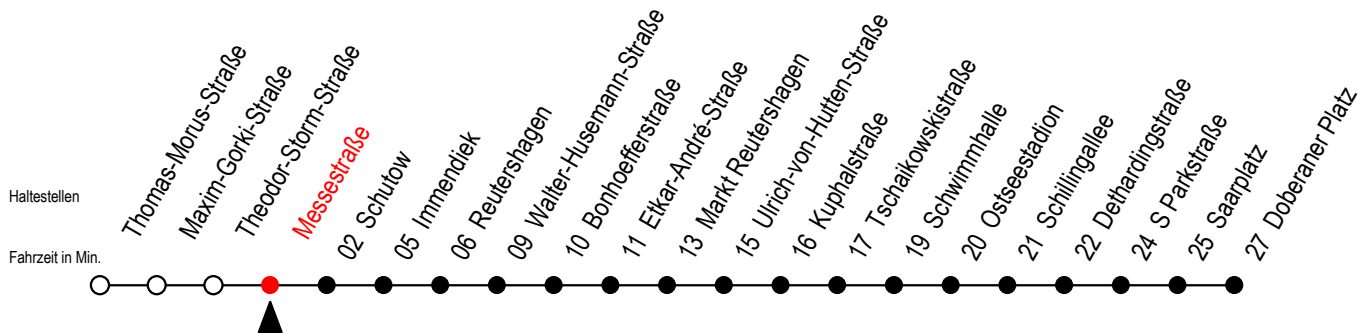 Haltestellen
Fahrzeit in Min.
Thomas-Morus-Straße
Maxim-Gorki-Straße
Theodor-Storm-Straße
Messestraße
02 Schutow
05 Immendiek
06 Reutershagen
09 Walter-Husemann-Straße
10 Bonhoefferstraße
11 Etkar-André-Straße
13 Markt Reutershagen
15 Ulrich-von-Hutten-Straße
16 Kuphalstraße
17 Tschaikowskistraße
19 Schwimmhalle
20 Ostseestadion
21 Schillingallee
22 Dethardingstraße
24 S Parkstraße
25 Saarplatz
27 Doberaner Platz